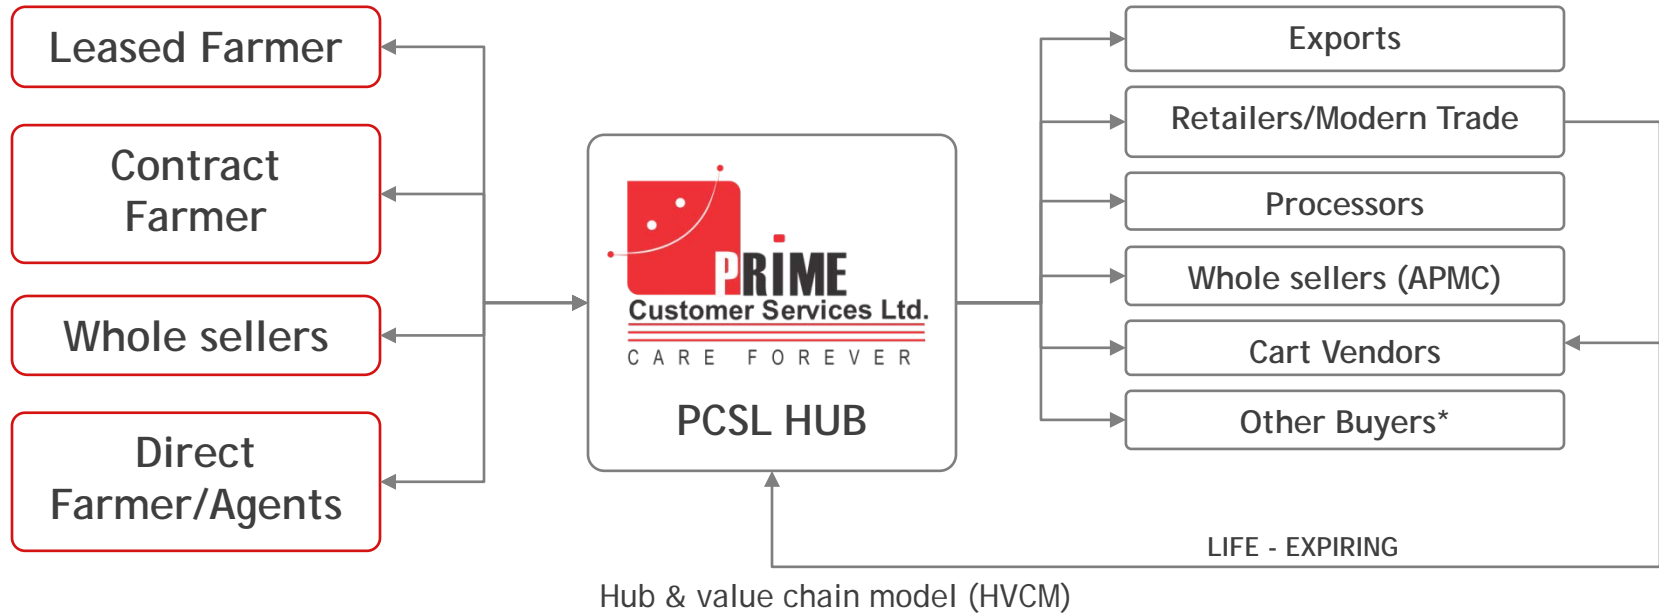 Leased Farmer
Contract
Farmer
Whole sellers
Direct
Farmer/Agents
PRIME
Customer Services Ltd.
CARE FOREVER
PCSL HUB
Exports
Retailers/Modern Trade
Processors
Whole sellers (APMC)
Cart Vendors
Other Buyers*
LIFE - EXPIRING
Hub & value chain model (HVCM)